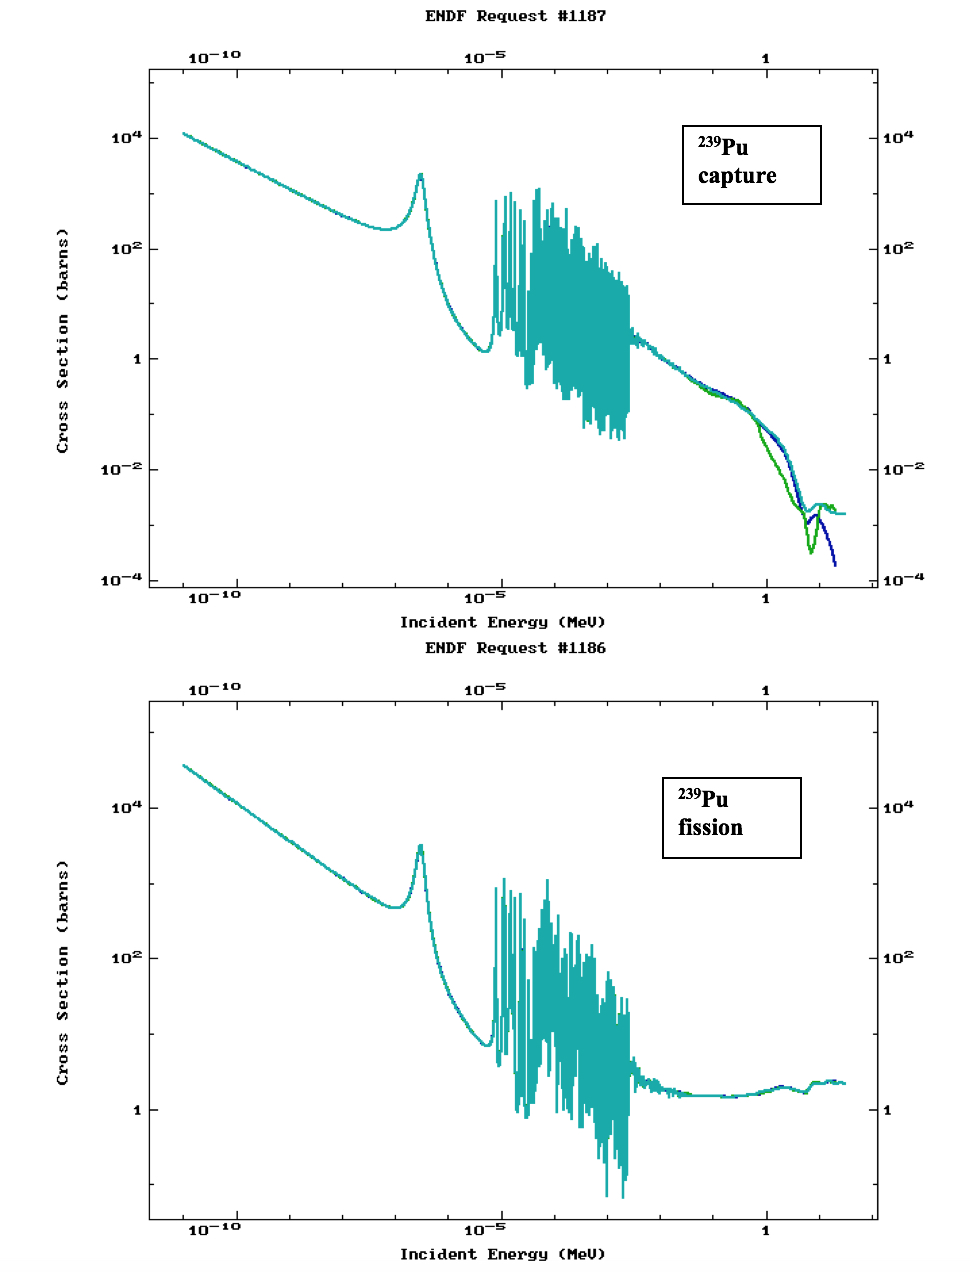 ENDF Request #1187
10⁻¹⁰ 10⁻⁵ 1
10⁴ 10⁴
²³⁹Pu
capture
10² 10²
Cross Section (barns)
1 1
10⁻² 10⁻²
10⁻⁴ 10⁻⁴
10⁻¹⁰ 10⁻⁵ 1
Incident Energy (MeV)
ENDF Request #1186
10⁻¹⁰ 10⁻⁵ 1
²³⁹Pu
fission
10⁴ 10⁴
10² 10²
Cross Section (barns)
1 1
10⁻¹⁰ 10⁻⁵ 1
Incident Energy (MeV)